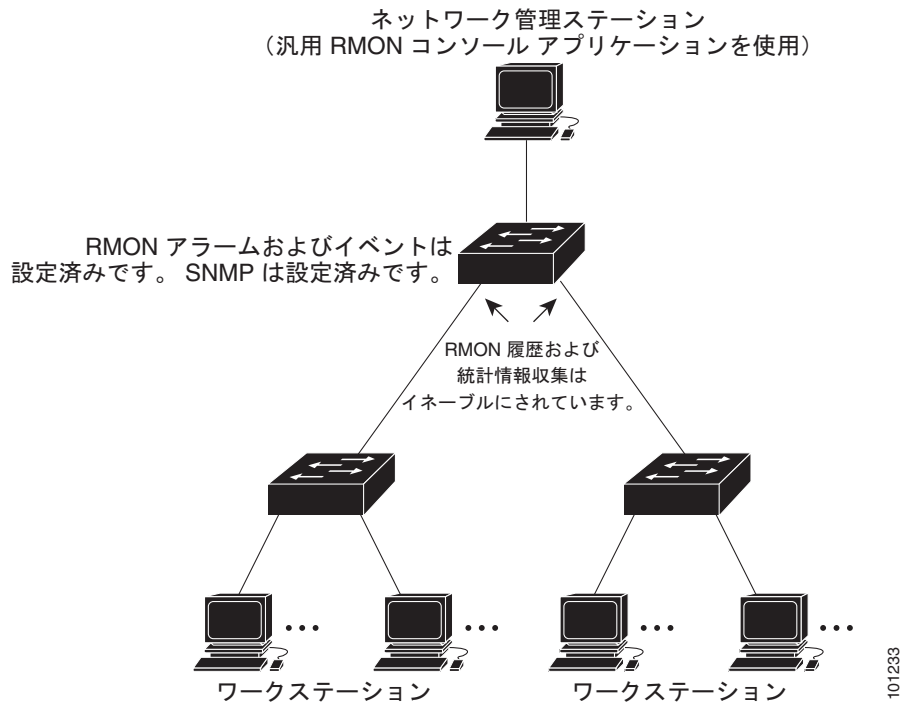 ネットワーク管理ステーション
（汎用 RMON コンソール アプリケーションを使用）
RMON アラームおよびイベントは
設定済みです。 SNMP は設定済みです。
RMON 履歴および
統計情報収集は
イネーブルにされています。
ワークステーション
ワークステーション
101233